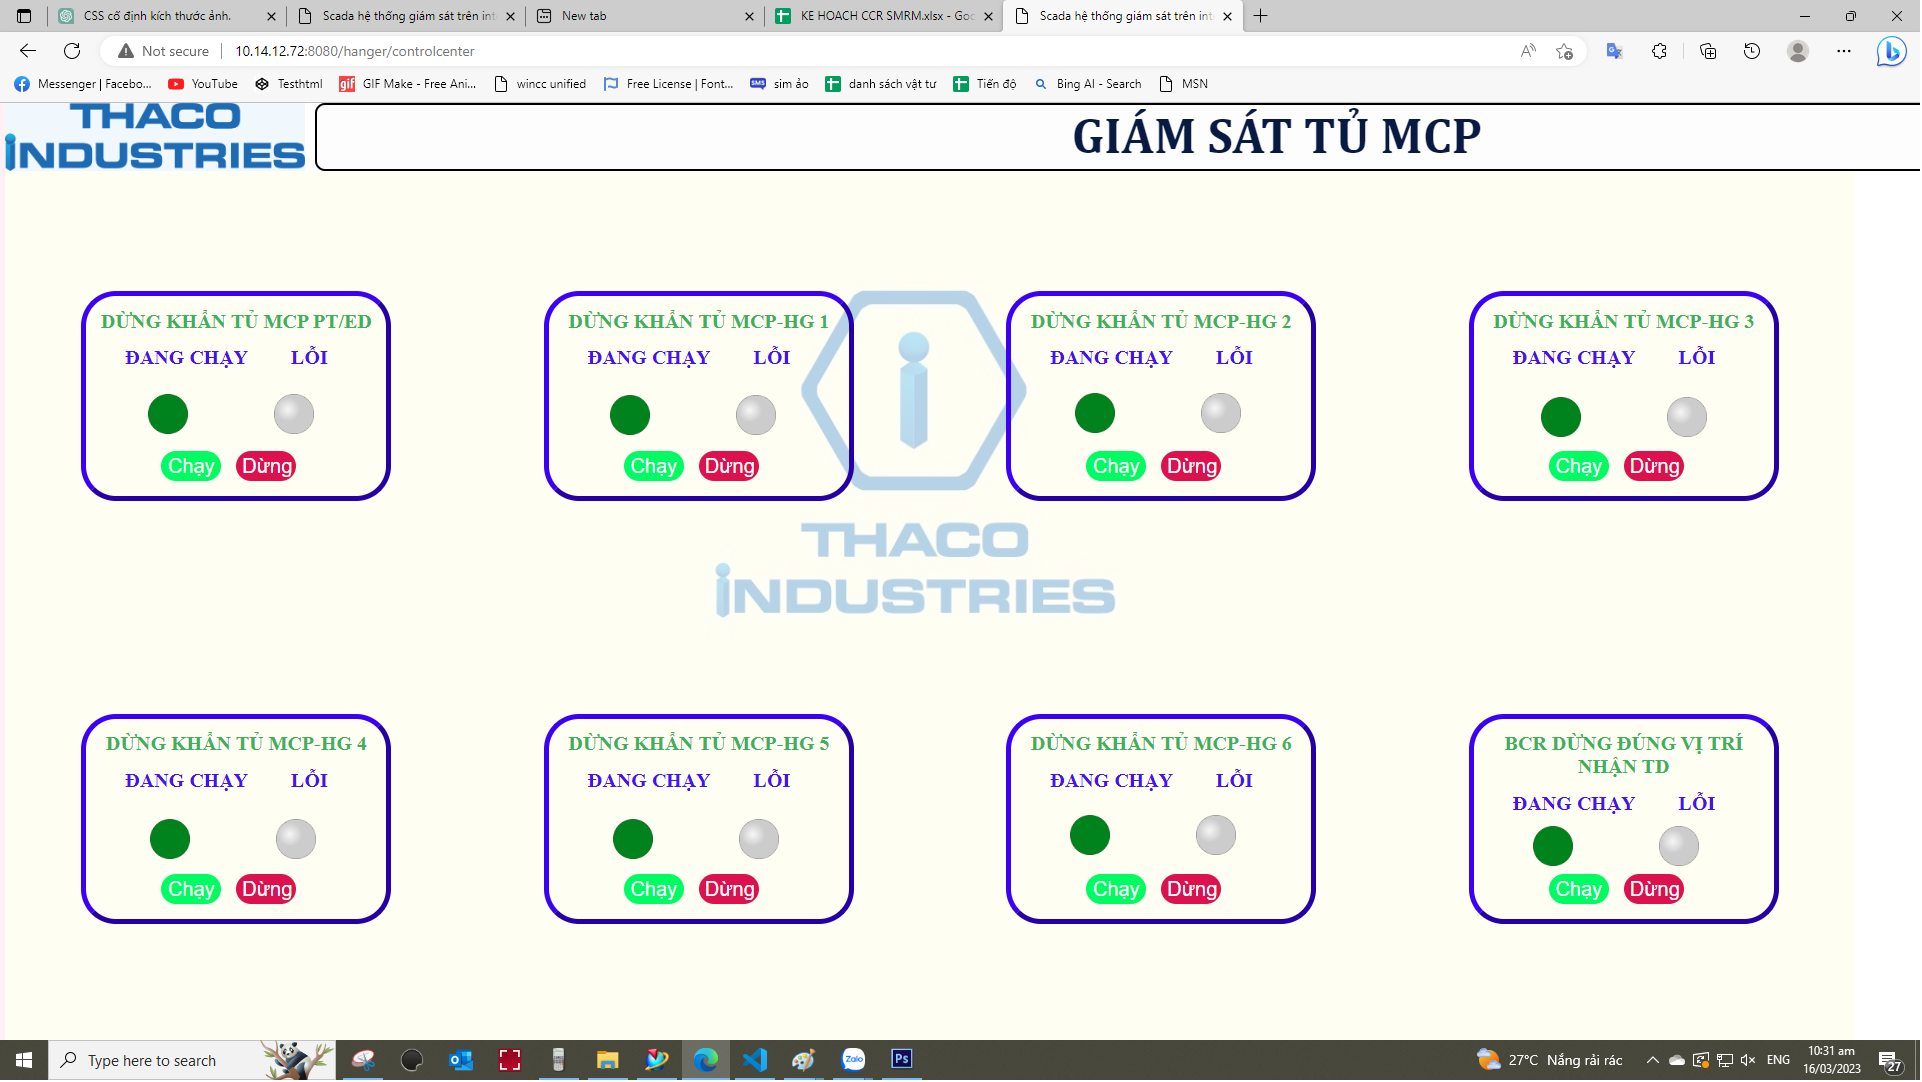 CSS cố định kích thước ảnh.
Scada hệ thống giám sát trên int
New tab
KE HOACH CCR SMRM.xlsx - Goo
Scada hệ thống giám sát trên int
Not secure
10.14.12.72:8080/hanger/controlcenter
Messenger | Facebo...
YouTube
Testhtml
gif
GIF Make - Free Ani...
wincc unified
Free License | Font...
SMS
sim ảo
danh sách vật tư
Tiến độ
Bing AI - Search
MSN
THACO
INDUSTRIES
GIÁM SÁT TỦ MCP
DỪNG KHẨN TỦ MCP PT/ED
ĐANG CHẠY LỖI
Chạy Dừng
DỪNG KHẨN TỦ MCP-HG 1
ĐANG CHẠY LỖI
Chạy Dừng
DỪNG KHẨN TỦ MCP-HG 2
ĐANG CHẠY LỖI
Chạy Dừng
DỪNG KHẨN TỦ MCP-HG 3
ĐANG CHẠY LỖI
Chạy Dừng
THACO
INDUSTRIES
DỪNG KHẨN TỦ MCP-HG 4
ĐANG CHẠY LỖI
Chạy Dừng
DỪNG KHẨN TỦ MCP-HG 5
ĐANG CHẠY LỖI
Chạy Dừng
DỪNG KHẨN TỦ MCP-HG 6
ĐANG CHẠY LỖI
Chạy Dừng
BCR DỪNG ĐÚNG VỊ TRÍ
NHẬN TD
ĐANG CHẠY LỖI
Chạy Dừng
Type here to search
Zalo
Ps
27°C Nắng rải rác
ENG
10:31 am
16/03/2023
27